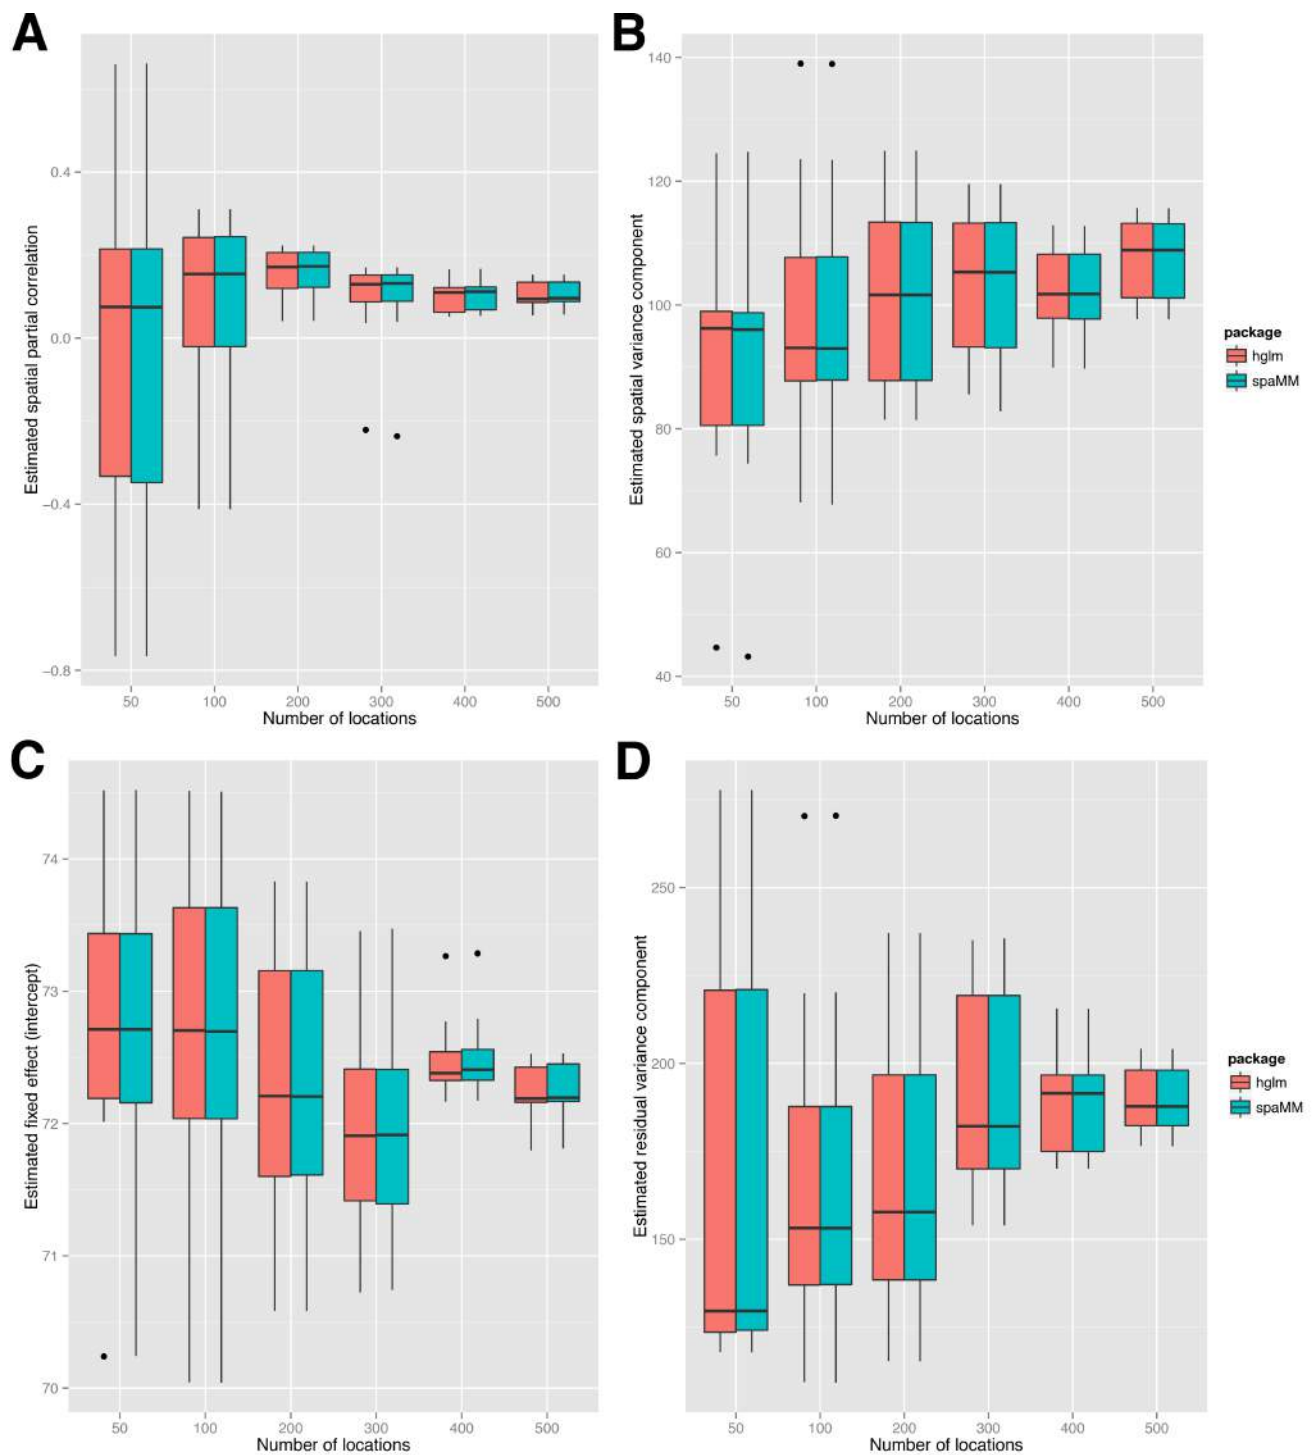 A
Estimated spatial partial correlation
0.4
0.0
−0.4
−0.8
50 100 200 300 400 500
Number of locations
B
Estimated spatial variance component
140
120
100
80
60
40
50 100 200 300 400 500
Number of locations
package
hglm
spaMM
C
Estimated fixed effect (intercept)
74
73
72
71
70
50 100 200 300 400 500
Number of locations
D
Estimated residual variance component
250
200
150
50 100 200 300 400 500
Number of locations
package
hglm
spaMM